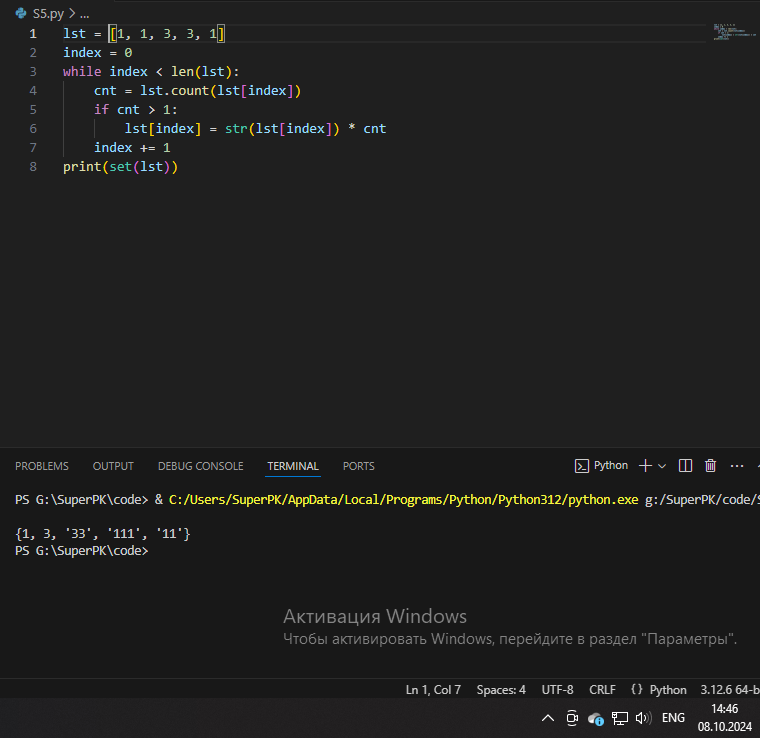 S5.py > ...
1 lst = [1, 1, 3, 3, 1]
2 index = 0
3 while index < len(lst):
4     cnt = lst.count(lst[index])
5     if cnt > 1:
6         lst[index] = str(lst[index]) * cnt
7     index += 1
8 print(set(lst))
PROBLEMS OUTPUT DEBUG CONSOLE TERMINAL PORTS Python
PS G:\SuperPK\code> & C:/Users/SuperPK/AppData/Local/Programs/Python/Python312/python.exe g:/SuperPK/code/S
{1, 3, '33', '111', '11'}
PS G:\SuperPK\code>
Активация Windows
Чтобы активировать Windows, перейдите в раздел "Параметры".
Ln 1, Col 7 Spaces: 4 UTF-8 CRLF {} Python 3.12.6 64-b
14:46
ENG
08.10.2024